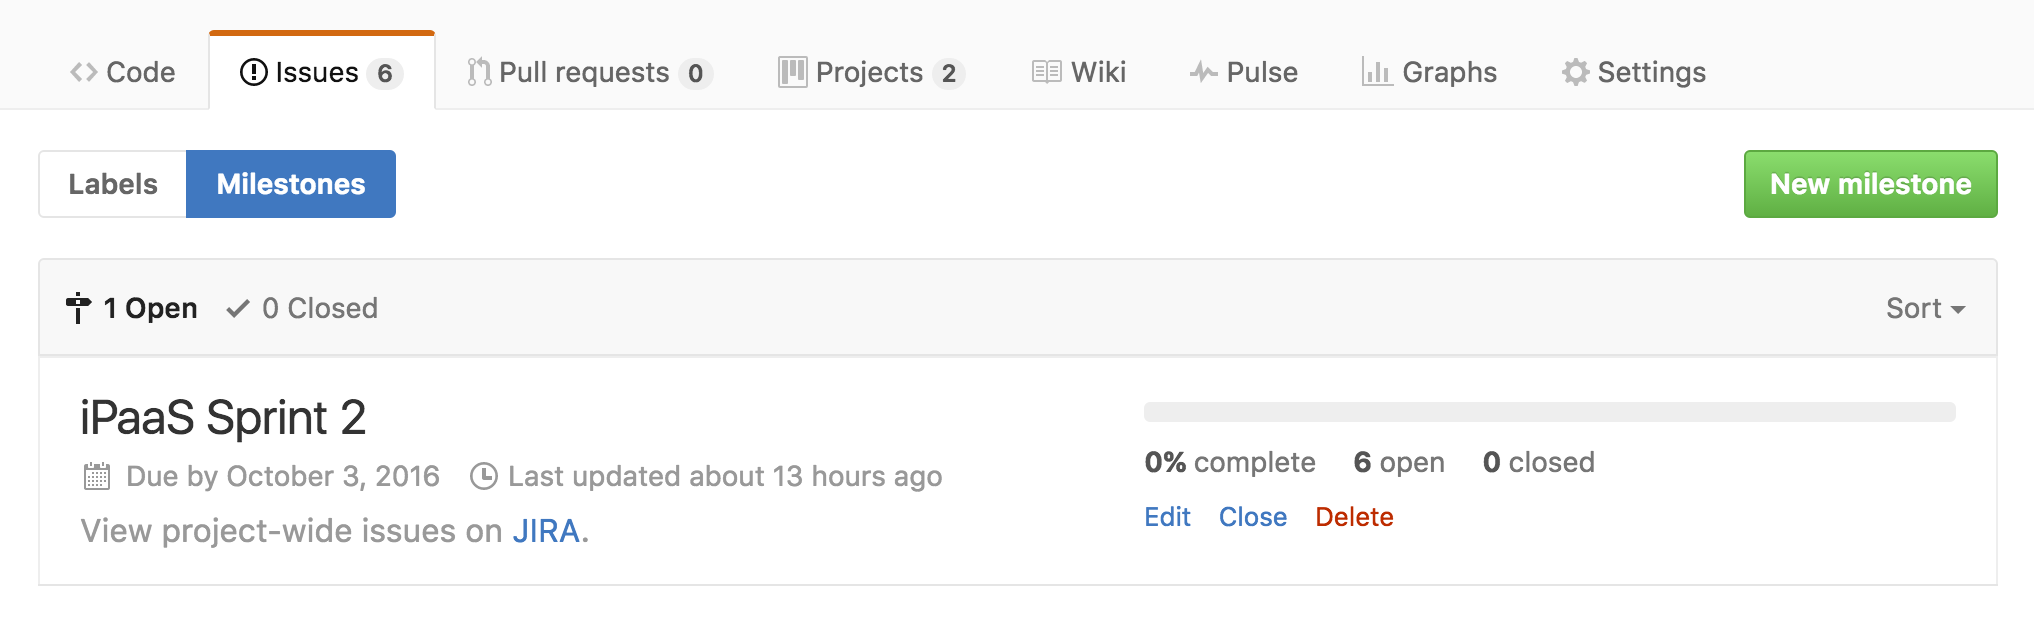 Code Issues 6 Pull requests 0 Projects 2 Wiki Pulse Graphs Settings
Labels Milestones New milestone
1 Open 0 Closed Sort
iPaaS Sprint 2
Due by October 3, 2016 Last updated about 13 hours ago
View project-wide issues on JIRA.
0% complete 6 open 0 closed
Edit Close Delete